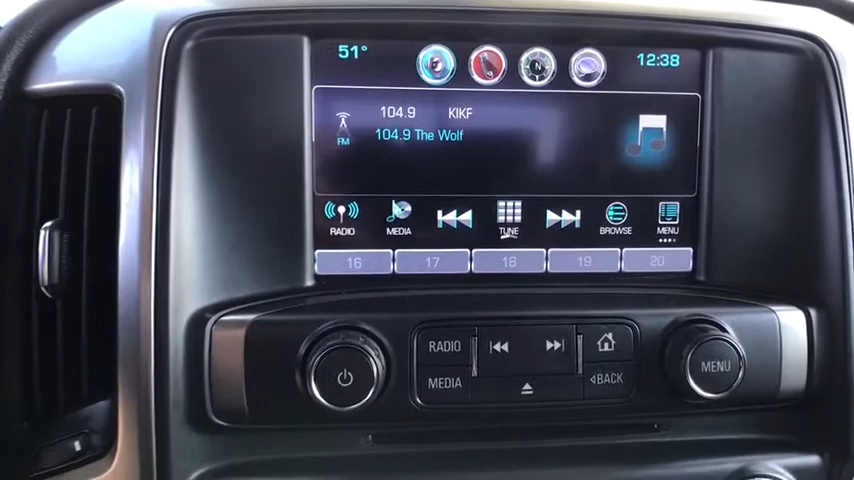 51° N 12:38
104.9 KIKF
FM 104.9 The Wolf
RADIO MEDIA TUNE BROWSE MENU
16 17 18 19 20
RADIO
MEDIA BACK MENU